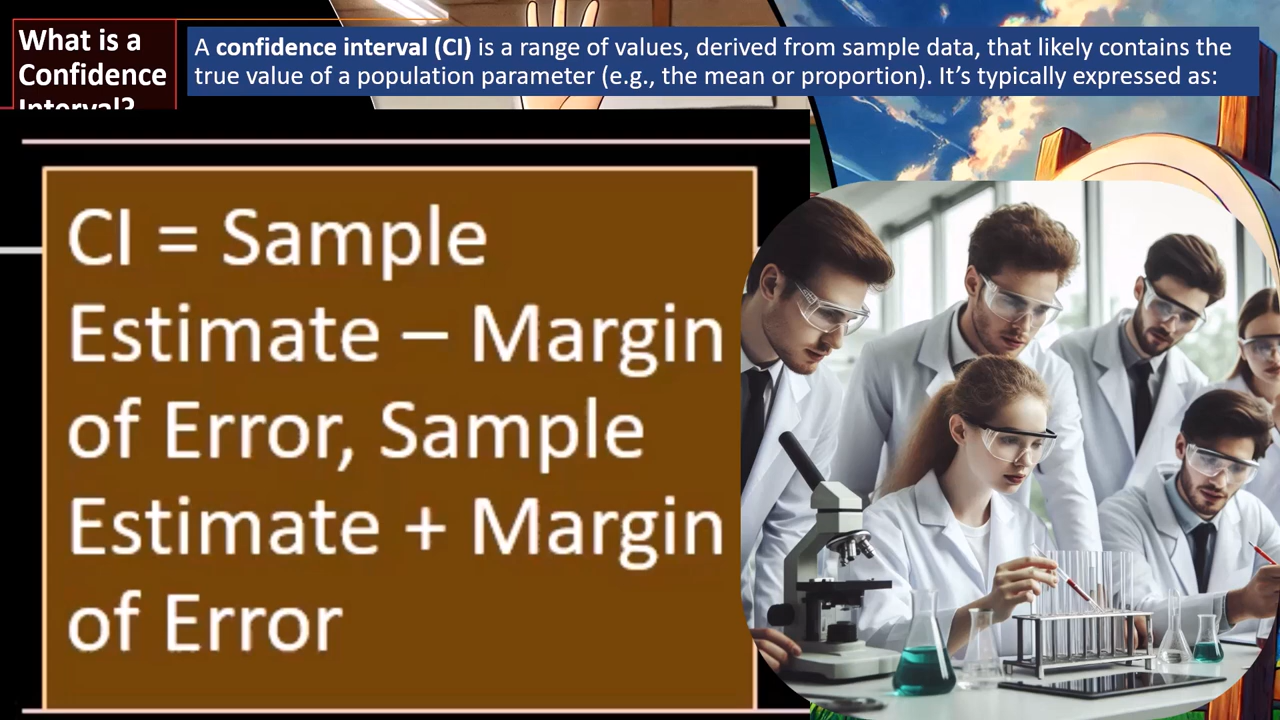 What is a
Confidence
Interval?
A confidence interval (CI) is a range of values, derived from sample data, that likely contains the
true value of a population parameter (e.g., the mean or proportion). It’s typically expressed as:
CI = Sample
Estimate – Margin
of Error, Sample
Estimate + Margin
of Error